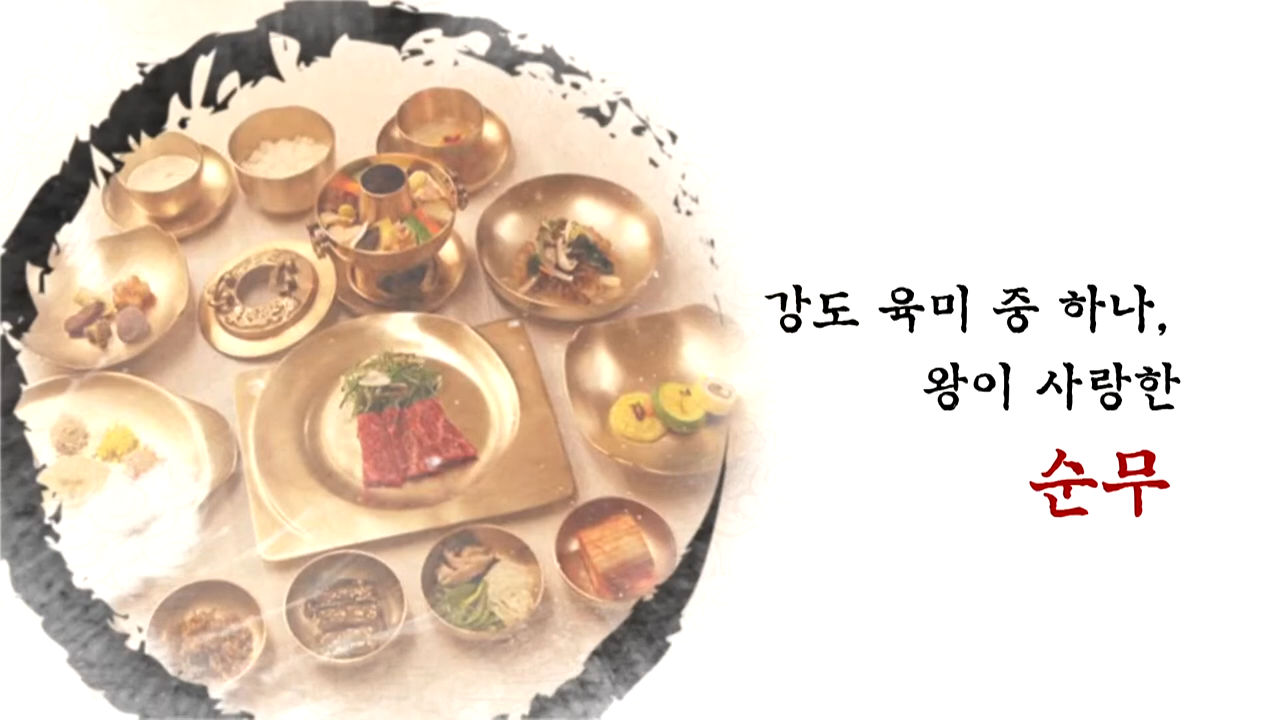 강도 육미 중 하나,
왕이 사랑한
순무